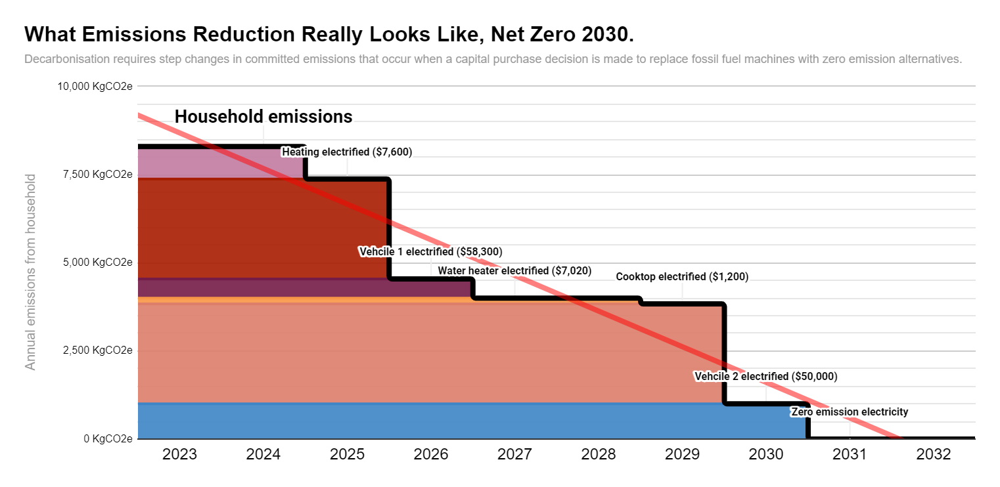 What Emissions Reduction Really Looks Like, Net Zero 2030.
Decarbonisation requires step changes in committed emissions that occur when a capital purchase decision is made to replace fossil fuel machines with zero emission alternatives.
Annual emissions from household
10,000 KgCO2e
7,500 KgCO2e
5,000 KgCO2e
2,500 KgCO2e
0 KgCO2e
Household emissions
Heating electrified ($7,600)
Vehcile 1 electrified ($58,300)
Water heater electrified ($7,020)
Cooktop electrified ($1,200)
Vehcile 2 electrified ($50,000)
Zero emission electricity
2023 2024 2025 2026 2027 2028 2029 2030 2031 2032